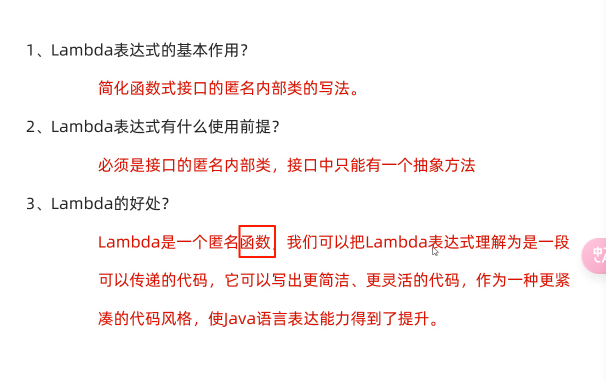 1、Lambda表达式的基本作用？
简化函数式接口的匿名内部类的写法。
2、Lambda表达式有什么使用前提？
必须是接口的匿名内部类，接口中只能有一个抽象方法
3、Lambda的好处？
Lambda是一个匿名函数，我们可以把Lambda表达式理解为是一段
可以传递的代码，它可以写出更简洁、更灵活的代码，作为一种更紧
凑的代码风格，使Java语言表达能力得到了提升。